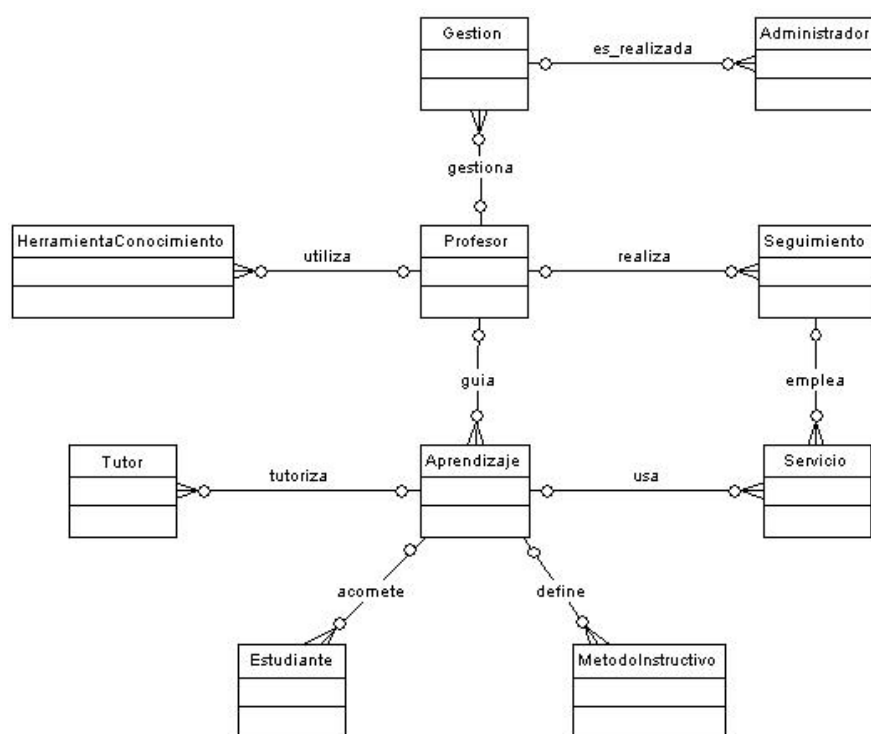 Gestion
es_realizada
Administrador
gestiona
HerramientaConocimiento
utiliza
Profesor
realiza
Seguimiento
guia
emplea
Tutor
tutoriza
Aprendizaje
usa
Servicio
acomete
define
Estudiante
MetodoInstructivo